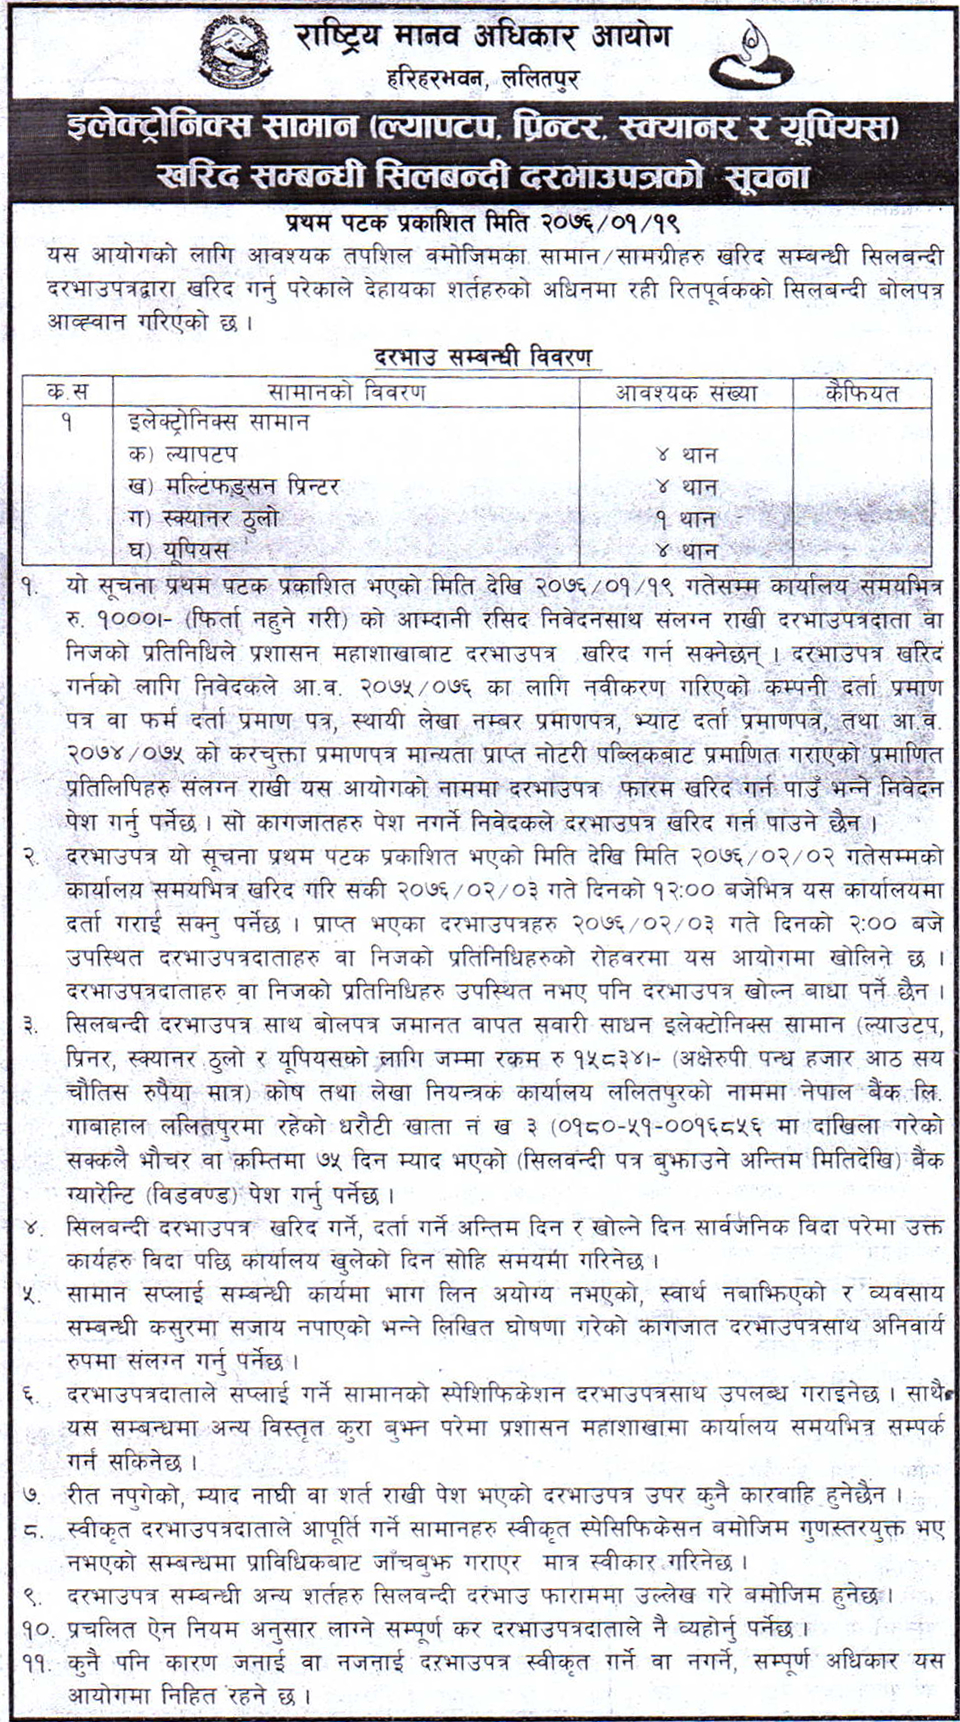 राष्ट्रिय मानव अधिकार आयोग
हरिहरभवन, ललितपुर
इलेक्ट्रोनिक्स सामान (ल्यापटप, प्रिन्टर, स्क्यानर र यूपियस)
खरिद सम्बन्धी सिलबन्दी दरभाउपत्रको सूचना
प्रथम पटक प्रकाशित मिति २०७६/०१/१९
यस आयोगको लागि आवश्यक तपशिल वमोजिमका सामान/सामग्रीहरु खरिद सम्बन्धी सिलबन्दी
दरभाउपत्रद्वारा खरिद गर्नु परेकाले देहायका शर्तहरुको अधिनमा रही रितपूर्वकको सिलबन्दी बोलपत्र
आव्ह्वान गरिएको छ ।
दरभाउ सम्बन्धी विवरण
क.स सामानको विवरण आवश्यक संख्या कैफियत
१ इलेक्ट्रोनिक्स सामान
क) ल्यापटप ४ थान
ख) मल्टिफङ्सन प्रिन्टर ४ थान
ग) स्क्यानर ठुलो १ थान
घ) यूपियस ४ थान
१. यो सूचना प्रथम पटक प्रकाशित भएको मिति देखि २०७६/०१/१९ गतेसम्म कार्यालय समयभित्र
रु. १०००।- (फिर्ता नहुने गरी) को आम्दानी रसिद निवेदनसाथ संलग्न राखी दरभाउपत्रदाता वा
निजको प्रतिनिधिले प्रशासन महाशाखाबाट दरभाउपत्र खरिद गर्न सक्नेछन् । दरभाउपत्र खरिद
गर्नको लागि निवेदकले आ.व. २०७५/०७६ का लागि नवीकरण गरिएको कम्पनी दर्ता प्रमाण
पत्र वा फर्म दर्ता प्रमाण पत्र, स्थायी लेखा नम्बर प्रमाणपत्र, भ्याट दर्ता प्रमाणपत्र, तथा आ.व.
२०७४/०७५ को करचुक्ता प्रमाणपत्र मान्यता प्राप्त नोटरी पब्लिकबाट प्रमाणित गराएको प्रमाणित
प्रतिलिपिहरु संलग्न राखी यस आयोगको नाममा दरभाउपत्र फारम खरिद गर्न पाउँ भन्ने निवेदन
पेश गर्नु पर्नेछ । सो कागजातहरु पेश नगर्ने निवेदकले दरभाउपत्र खरिद गर्न पाउने छैन ।
२. दरभाउपत्र यो सूचना प्रथम पटक प्रकाशित भएको मिति देखि मिति २०७६/०२/०२ गतेसम्मको
कार्यालय समयभित्र खरिद गरि सकी २०७६/०२/०३ गते दिनको १२:०० बजेभित्र यस कार्यालयमा
दर्ता गराई सक्नु पर्नेछ । प्राप्त भएका दरभाउपत्रहरु २०७६/०२/०३ गते दिनको २:०० बजे
उपस्थित दरभाउपत्रदाताहरु वा निजको प्रतिनिधिहरुको रोहवरमा यस आयोगमा खोलिने छ ।
दरभाउपत्रदाताहरु वा निजको प्रतिनिधिहरु उपस्थित नभए पनि दरभाउपत्र खोल्न बाधा पर्ने छैन ।
३. सिलबन्दी दरभाउपत्र साथ बोलपत्र जमानत वापत सवारी साधन इलेक्टोनिक्स सामान (ल्याउटप,
प्रिनर, स्क्यानर ठुलो र यूपियसको लागि जम्मा रकम रु १५८३४।- (अक्षेरुपी पन्ध हजार आठ सय
चौतिस रुपैया मात्र) कोष तथा लेखा नियन्त्रक कार्यालय ललितपुरको नाममा नेपाल बैंक लि.
गाबाहाल ललितपुरमा रहेको धरौटी खाता नं ख ३ (०१८०-५१-००१६८५६ मा दाखिला गरेको
सक्कलै भौचर वा कम्तिमा ७५ दिन म्याद भएको (सिलवन्दी पत्र बुझाउने अन्तिम मितिदेखि) बैंक
ग्यारेन्टि (विडवण्ड) पेश गर्नु पर्नेछ ।
४. सिलबन्दी दरभाउपत्र खरिद गर्ने, दर्ता गर्ने अन्तिम दिन र खोल्ने दिन सार्वजनिक विदा परेमा उक्त
कार्यहरु विदा पछि कार्यालय खुलेको दिन सोहि समयमा गरिनेछ ।
५. सामान सप्लाई सम्बन्धी कार्यमा भाग लिन अयोग्य नभएको, स्वार्थ नबाझिएको र व्यवसाय
सम्बन्धी कसुरमा सजाय नपाएको भन्ने लिखित घोषणा गरेको कागजात दरभाउपत्रसाथ अनिवार्य
रुपमा संलग्न गर्नु पर्नेछ ।
६. दरभाउपत्रदाताले सप्लाई गर्ने सामानको स्पेशिफिकेशन दरभाउपत्रसाथ उपलब्ध गराइनेछ । साथै
यस सम्बन्धमा अन्य विस्तृत कुरा बुझ्न परेमा प्रशासन महाशाखामा कार्यालय समयभित्र सम्पर्क
गर्न सकिनेछ ।
७. रीत नपुगेको, म्याद नाघी वा शर्त राखी पेश भएको दरभाउपत्र उपर कुनै कारवाहि हुनेछैन ।
८. स्वीकृत दरभाउपत्रदाताले आपूर्ति गर्ने सामानहरु स्वीकृत स्पेसिफिकेसन बमोजिम गुणस्तरयुक्त भए
नभएको सम्बन्धमा प्राविधिकबाट जाँचबुझ गराएर मात्र स्वीकार गरिनेछ ।
९. दरभाउपत्र सम्बन्धी अन्य शर्तहरु सिलवन्दी दरभाउ फाराममा उल्लेख गरे बमोजिम हुनेछ ।
१०. प्रचलित ऐन नियम अनुसार लाग्ने सम्पूर्ण कर दरभाउपत्रदाताले नै व्यहोर्नु पर्नेछ ।
११. कुनै पनि कारण जनाई वा नजनाई दरभाउपत्र स्वीकृत गर्ने वा नगर्ने, सम्पूर्ण अधिकार यस
आयोगमा निहित रहने छ ।